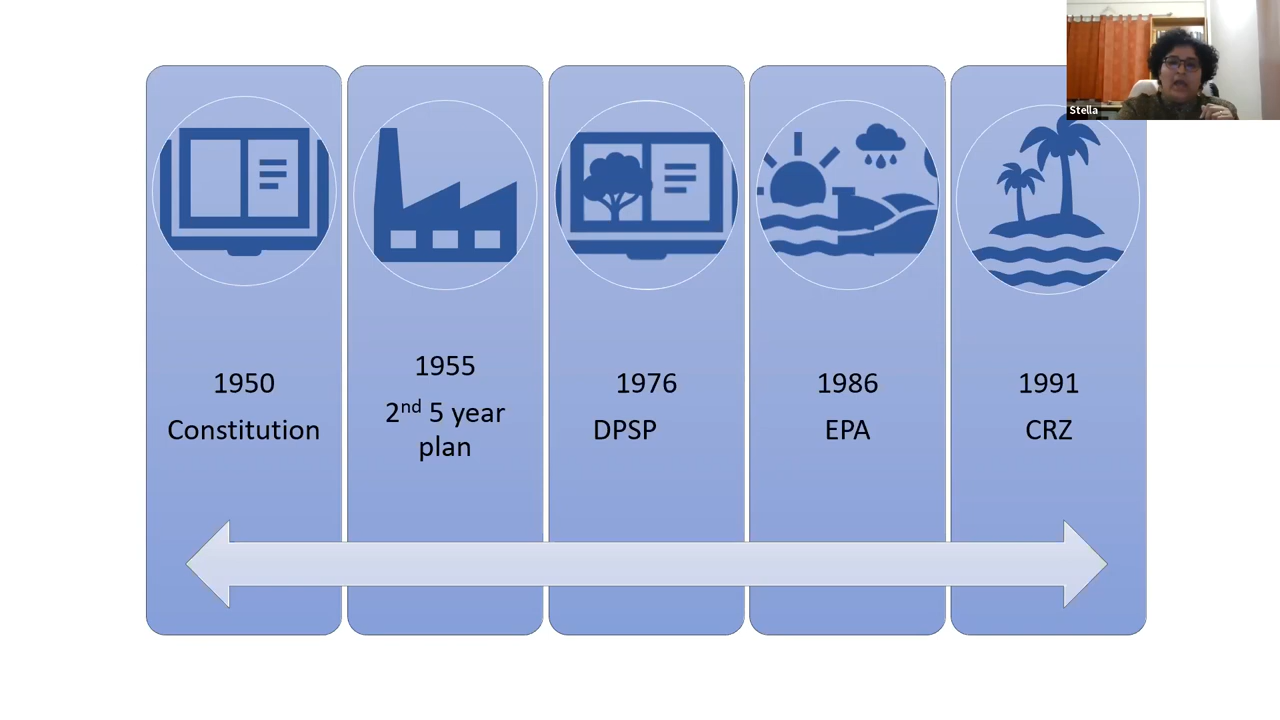 Stella
1950
Constitution
1955
2nd 5 year
plan
1976
DPSP
1986
EPA
1991
CRZ